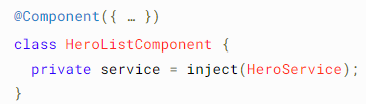 @Component({ … })
class HeroListComponent {
  private service = inject(HeroService);
}